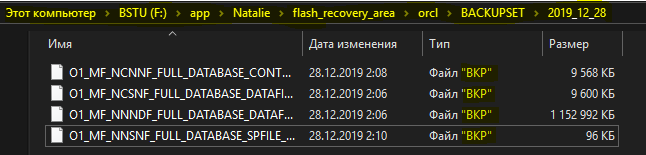 Этот компьютер > BSTU (F:) > app > Natalie > flash_recovery_area > orcl > BACKUPSET > 2019_12_28
Имя Дата изменения Тип Размер
O1_MF_NCNNF_FULL_DATABASE_CONT... 28.12.2019 2:08 Файл "BKP" 9 568 КБ
O1_MF_NCSNF_FULL_DATABASE_DATAFI... 28.12.2019 2:06 Файл "BKP" 9 600 КБ
O1_MF_NNNDF_FULL_DATABASE_DATAF... 28.12.2019 2:06 Файл "BKP" 1 152 992 КБ
O1_MF_NNSNF_FULL_DATABASE_SPFILE_... 28.12.2019 2:10 Файл "BKP" 96 КБ